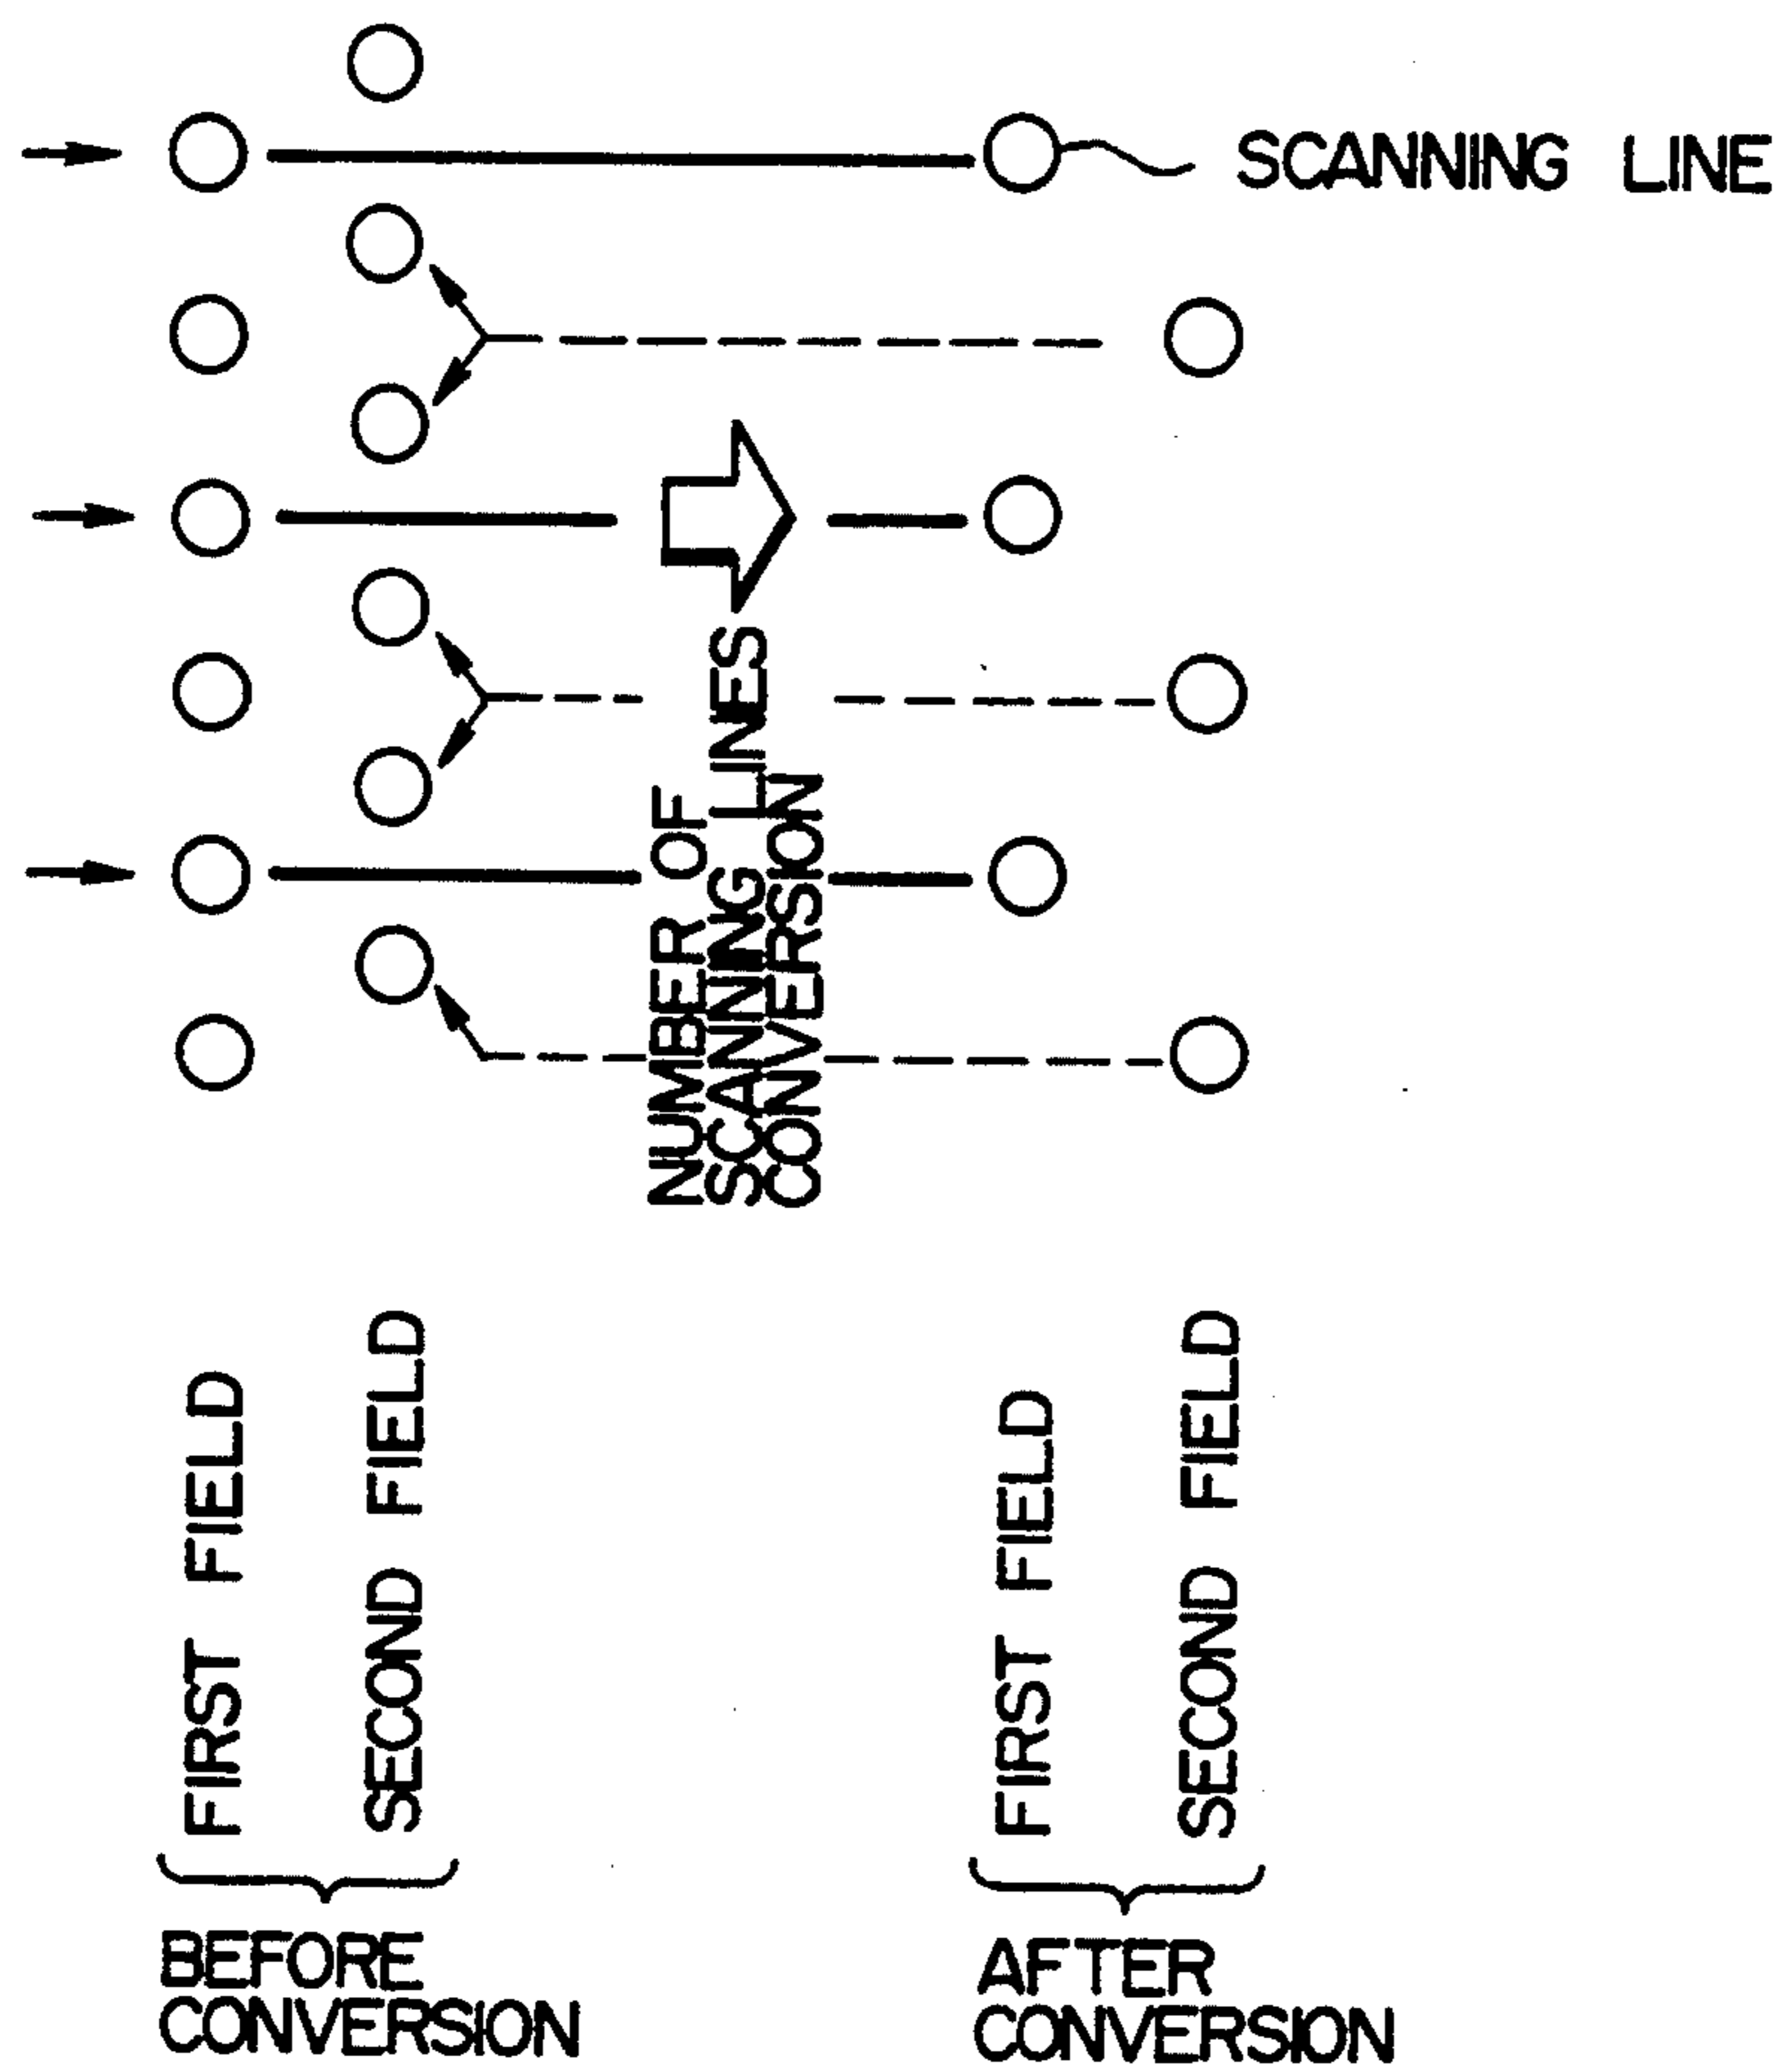 SCANNING LINE
NUMBER OF
SCANNING LINES
CONVERSION
FIRST FIELD
SECOND FIELD
FIRST FIELD
SECOND FIELD
BEFORE
CONVERSION
AFTER
CONVERSION